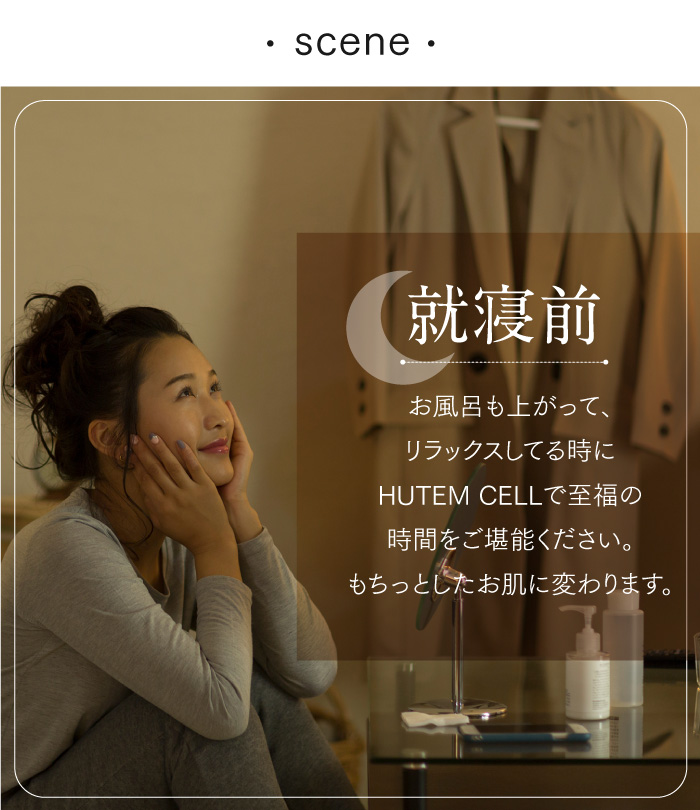 ・scene・
就寝前
お風呂も上がって、
リラックスしてる時に
HUTEM CELLで至福の
時間をご堪能ください。
もちっとしたお肌に変わります。